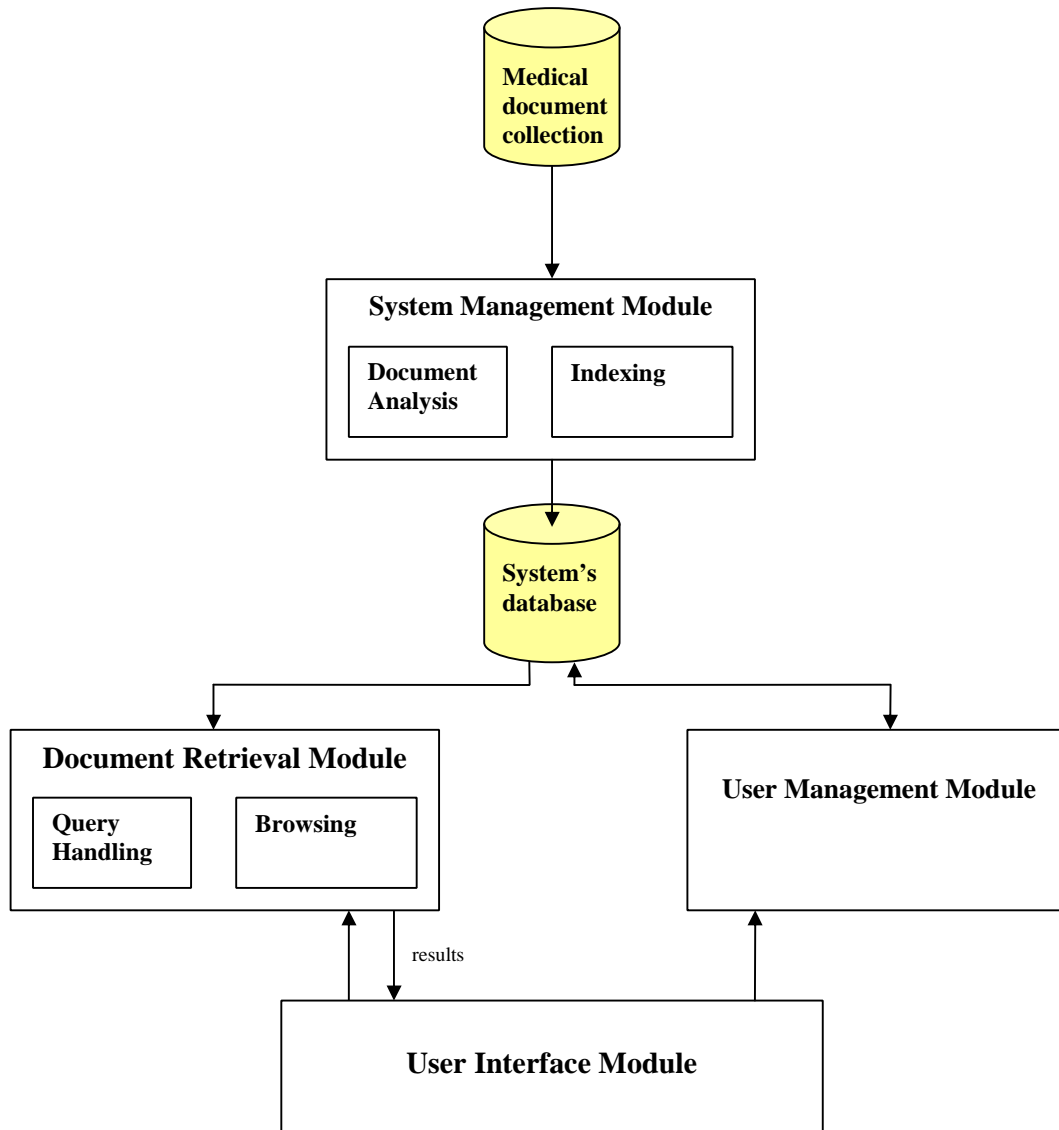 Medical
document
collection
System Management Module
Document
Analysis
Indexing
System’s
database
Document Retrieval Module
Query
Handling
Browsing
User Management Module
results
User Interface Module